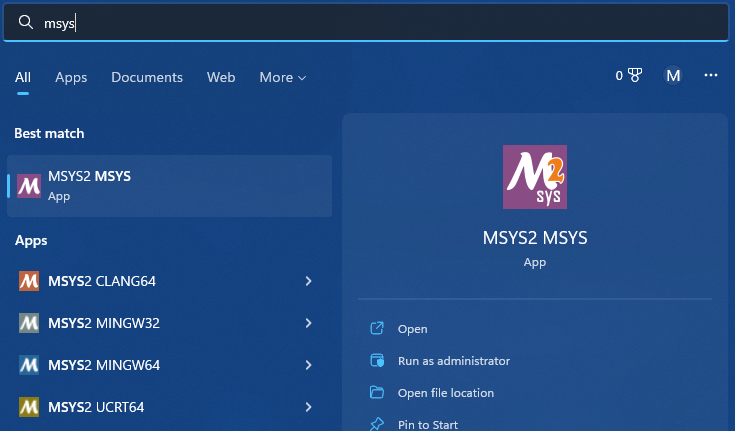 msys
All Apps Documents Web More 0 M
Best match
MSYS2 MSYS
App
Apps
MSYS2 CLANG64
MSYS2 MINGW32
MSYS2 MINGW64
MSYS2 UCRT64
M2
sys
MSYS2 MSYS
App
Open
Run as administrator
Open file location
Pin to Start